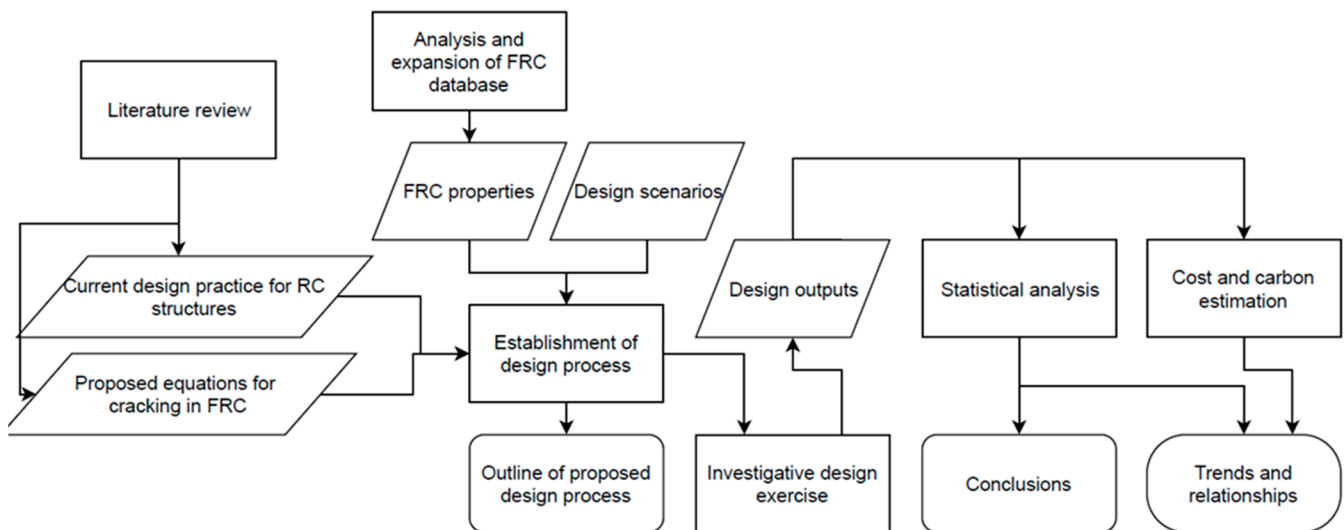 Analysis and
expansion of FRC
database
Literature review
FRC properties
Design scenarios
Current design practice for RC
structures
Design outputs
Statistical analysis
Cost and carbon
estimation
Establishment of
design process
Proposed equations for
cracking in FRC
Outline of proposed
design process
Investigative design
exercise
Conclusions
Trends and
relationships